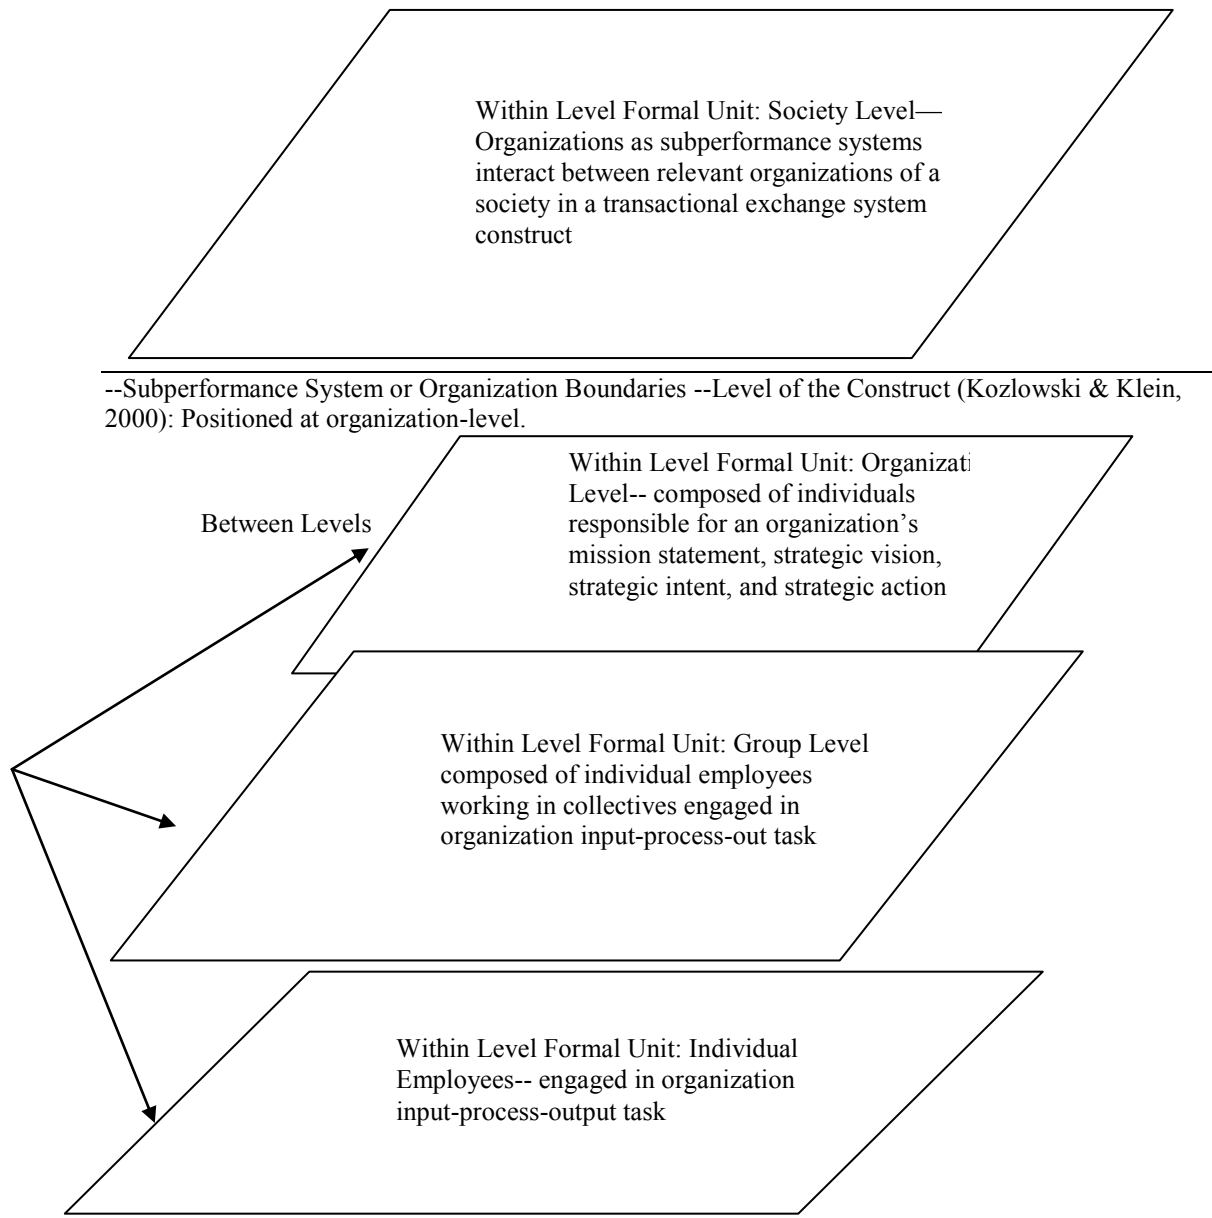 Within Level Formal Unit: Society Level—
Organizations as subperformance systems
interact between relevant organizations of a
society in a transactional exchange system
construct
--Subperformance System or Organization Boundaries --Level of the Construct (Kozlowski & Klein,
2000): Positioned at organization-level.
Within Level Formal Unit: Organizati
Level-- composed of individuals
responsible for an organization’s
mission statement, strategic vision,
strategic intent, and strategic action
Between Levels
Within Level Formal Unit: Group Level
composed of individual employees
working in collectives engaged in
organization input-process-out task
Within Level Formal Unit: Individual
Employees-- engaged in organization
input-process-output task